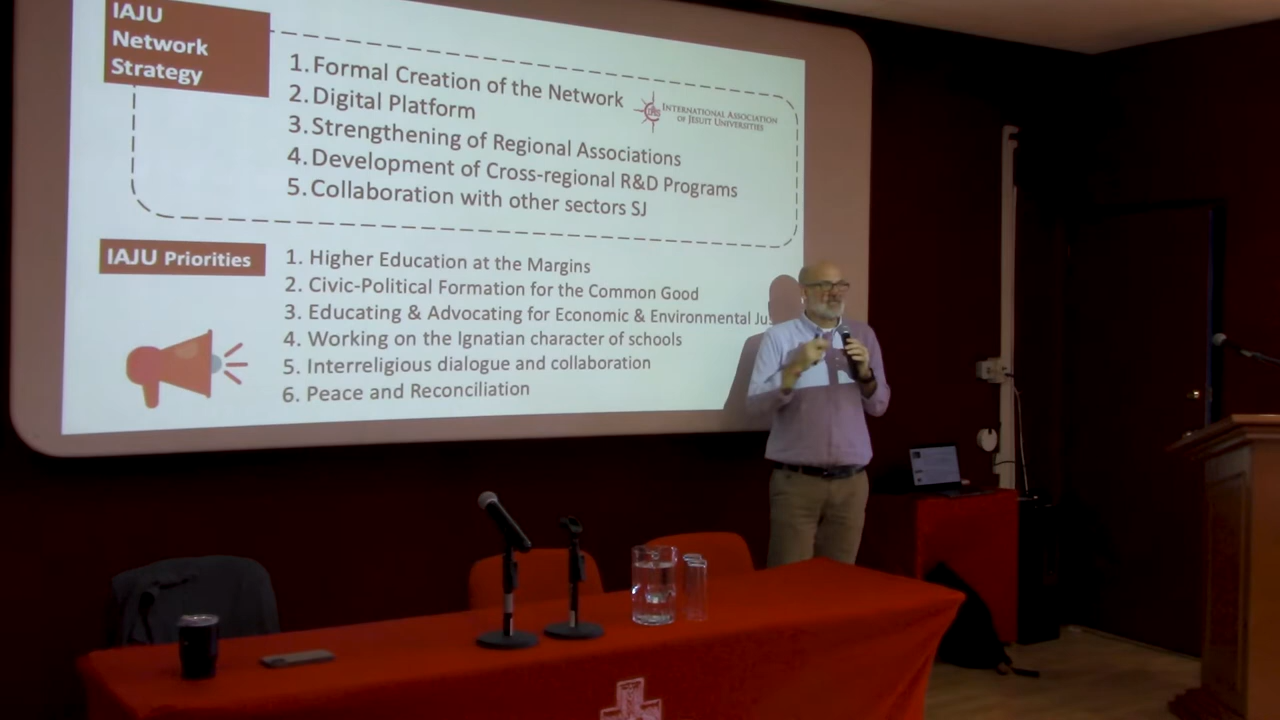 IAJU
Network
Strategy
1. Formal Creation of the Network
2. Digital Platform
3. Strengthening of Regional Associations
4. Development of Cross-regional R&D Programs
5. Collaboration with other sectors SJ
INTERNATIONAL ASSOCIATION
OF JESUIT UNIVERSITIES
IAJU Priorities
1. Higher Education at the Margins
2. Civic-Political Formation for the Common Good
3. Educating & Advocating for Economic & Environmental Ju
4. Working on the Ignatian character of schools
5. Interreligious dialogue and collaboration
6. Peace and Reconciliation